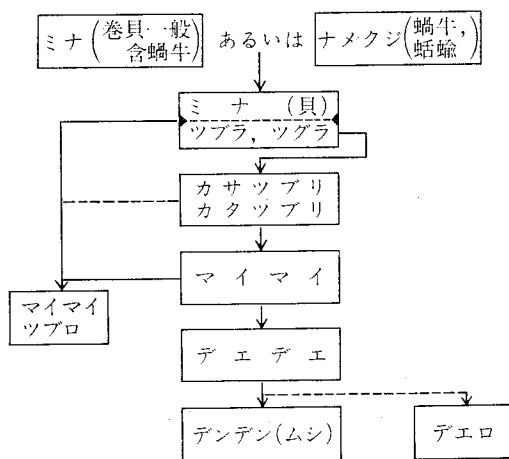 ミナ(巻貝一般
含蝸牛) あるいは ナメクジ(蝸牛,
蛞蝓)
ミナ (貝)
ツブラ, ツグラ
カサツブリ
カタツブリ
マイマイ
マイマイ
ツブロ
デエデエ
デンデン(ムシ)
デエロ